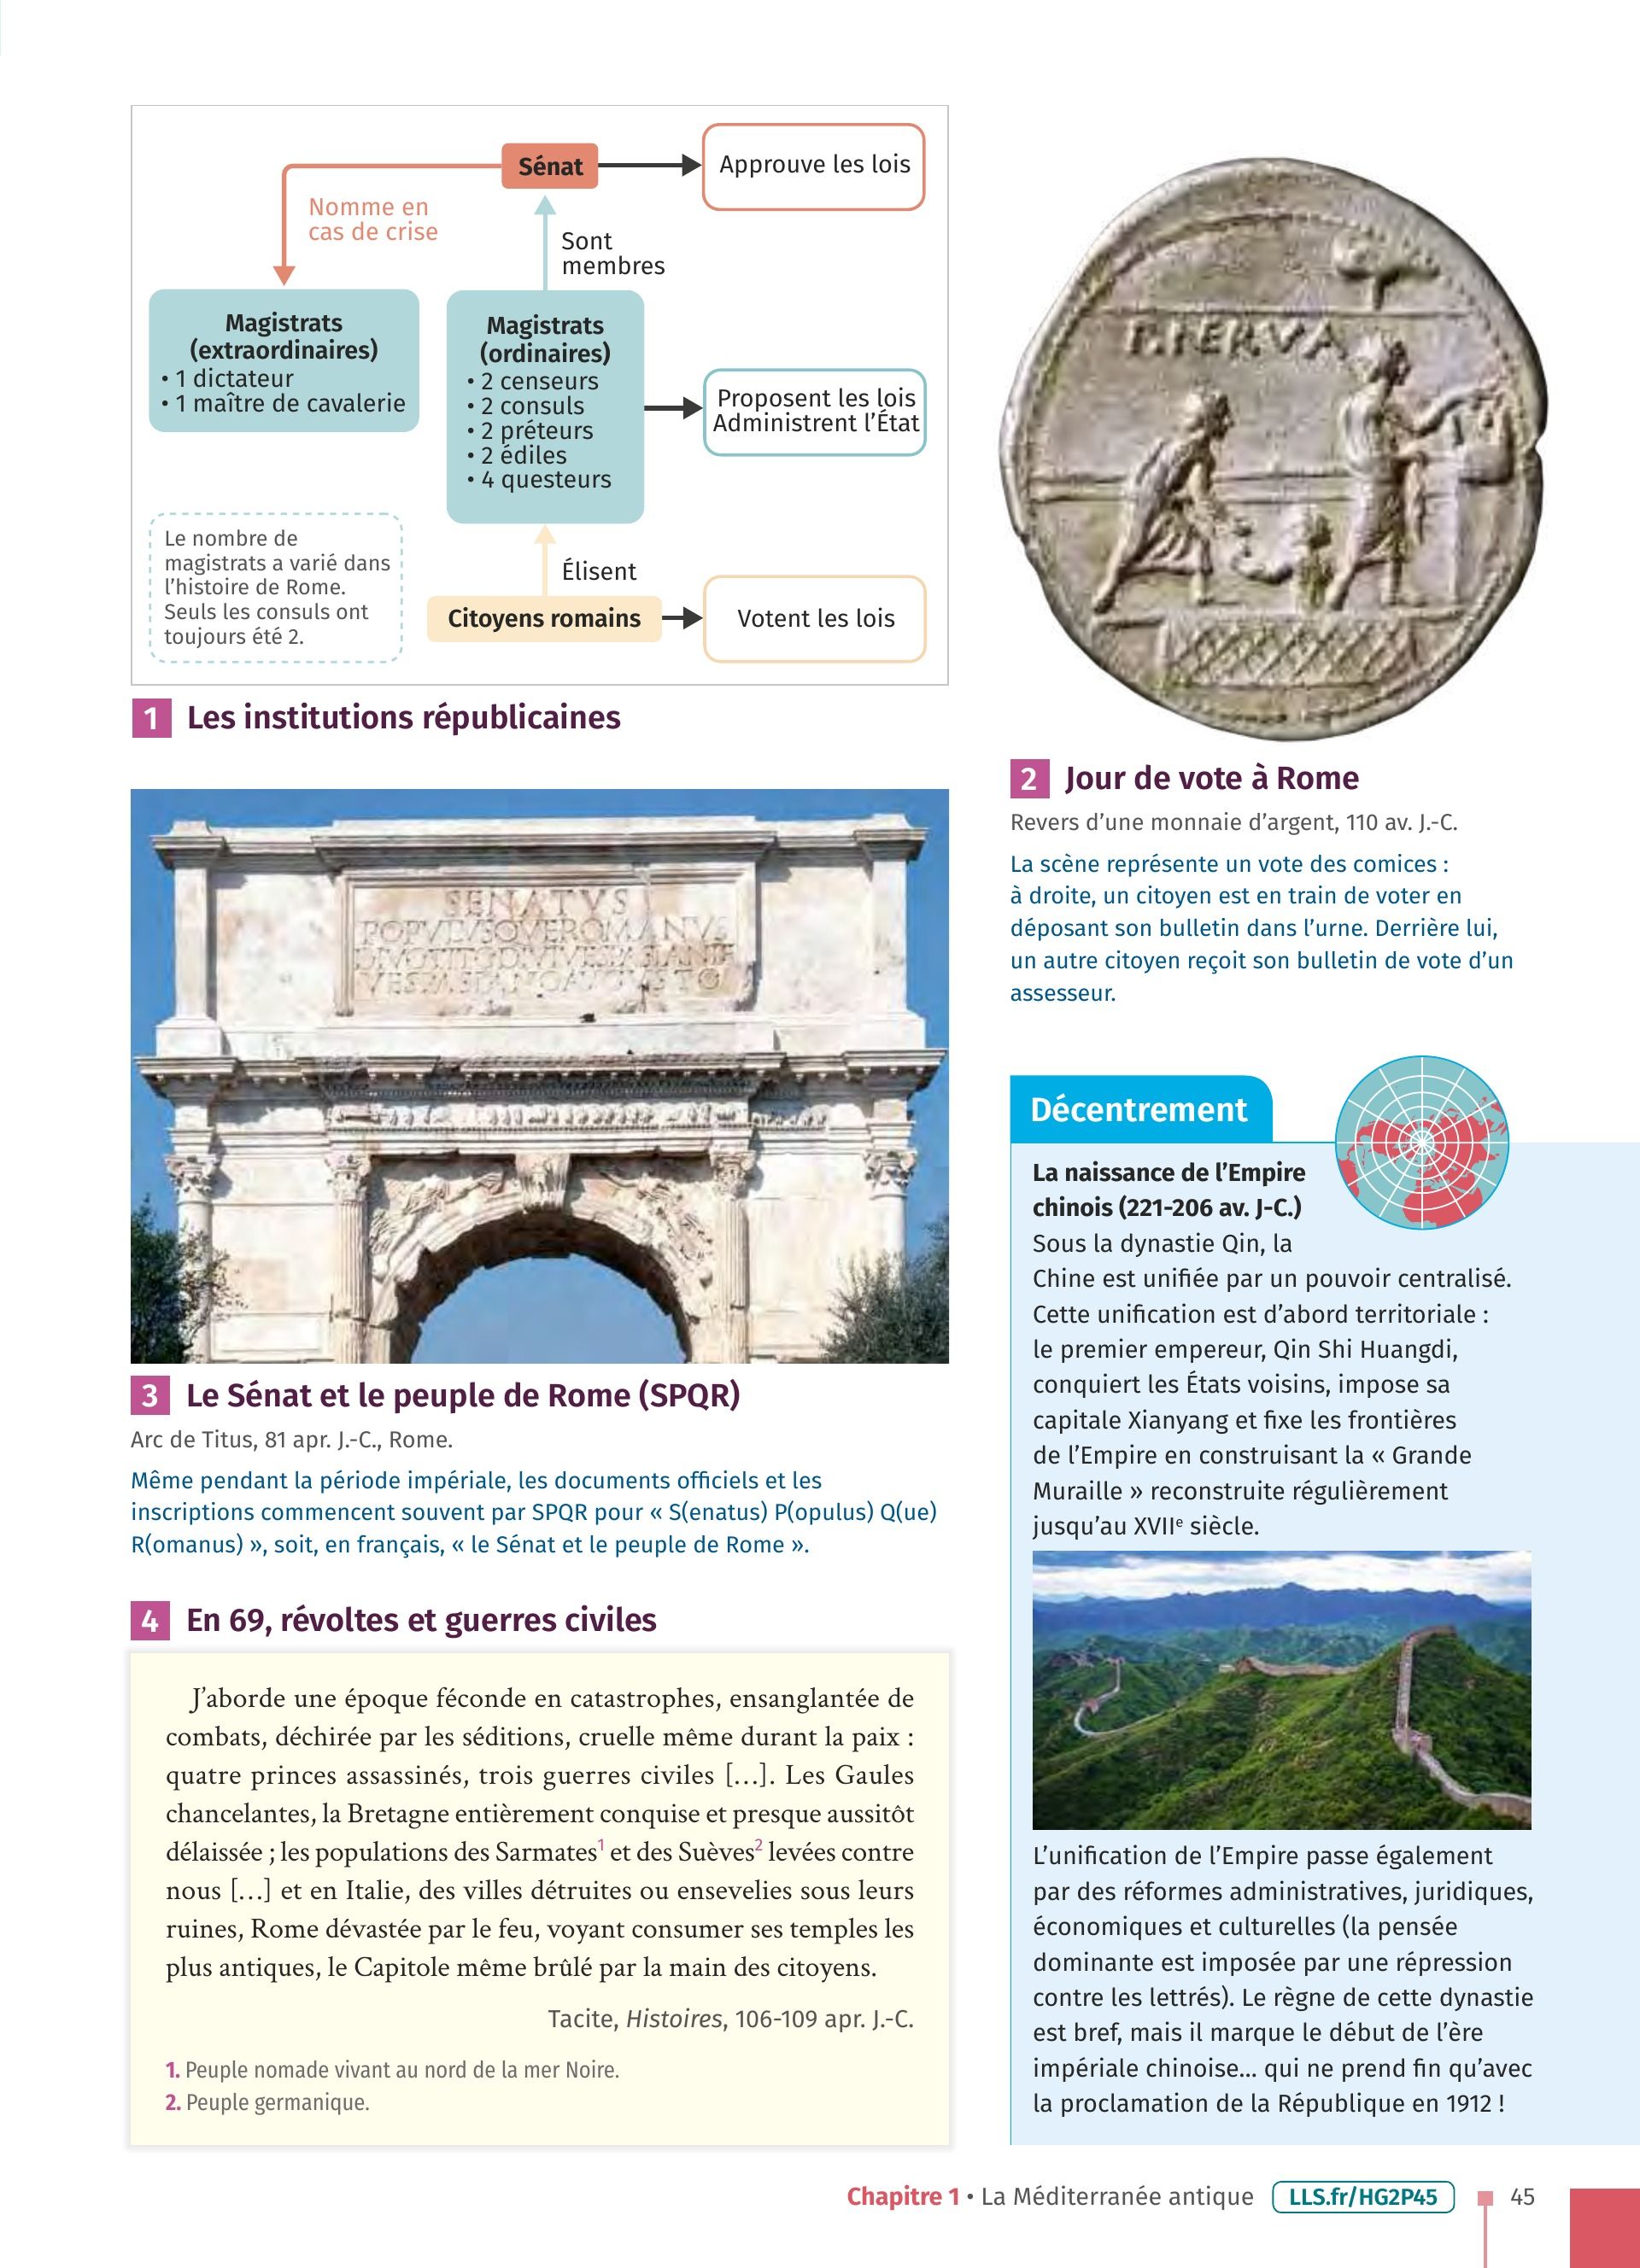 Sénat
Approuve les lois
Nomme en
cas de crise
Sont
membres
Magistrats
(extraordinaires)
• 1 dictateur
• 1 maître de cavalerie
Magistrats
(ordinaires)
• 2 censeurs
• 2 consuls
• 2 préteurs
• 2 édiles
• 4 questeurs
Proposent les lois
Administrent l’État
Le nombre de
magistrats a varié dans
l’histoire de Rome.
Seuls les consuls ont
toujours été 2.
Élisent
Citoyens romains
Votent les lois
1 Les institutions républicaines
P.NERVA
2 Jour de vote à Rome
Revers d’une monnaie d’argent, 110 av. J.-C.
La scène représente un vote des comices :
à droite, un citoyen est en train de voter en
déposant son bulletin dans l’urne. Derrière lui,
un autre citoyen reçoit son bulletin de vote d’un
assesseur.
SENATVS
POPVLVSQVEROMANVS
3 Le Sénat et le peuple de Rome (SPQR)
Arc de Titus, 81 apr. J.-C., Rome.
Même pendant la période impériale, les documents officiels et les
inscriptions commencent souvent par SPQR pour « S(enatus) P(opulus) Q(ue)
R(omanus) », soit, en français, « le Sénat et le peuple de Rome ».
4 En 69, révoltes et guerres civiles
J’aborde une époque féconde en catastrophes, ensanglantée de
combats, déchirée par les séditions, cruelle même durant la paix :
quatre princes assassinés, trois guerres civiles […]. Les Gaules
chancelantes, la Bretagne entièrement conquise et presque aussitôt
délaissée ; les populations des Sarmates1 et des Suèves2 levées contre
nous […] et en Italie, des villes détruites ou ensevelies sous leurs
ruines, Rome dévastée par le feu, voyant consumer ses temples les
plus antiques, le Capitole même brûlé par la main des citoyens.
Tacite, Histoires, 106-109 apr. J.-C.
1. Peuple nomade vivant au nord de la mer Noire.
2. Peuple germanique.
Décentrement
La naissance de l’Empire
chinois (221-206 av. J-C.)
Sous la dynastie Qin, la
Chine est unifiée par un pouvoir centralisé.
Cette unification est d’abord territoriale :
le premier empereur, Qin Shi Huangdi,
conquiert les États voisins, impose sa
capitale Xianyang et fixe les frontières
de l’Empire en construisant la « Grande
Muraille » reconstruite régulièrement
jusqu’au XVIIe siècle.
L’unification de l’Empire passe également
par des réformes administratives, juridiques,
économiques et culturelles (la pensée
dominante est imposée par une répression
contre les lettrés). Le règne de cette dynastie
est bref, mais il marque le début de l’ère
impériale chinoise… qui ne prend fin qu’avec
la proclamation de la République en 1912 !
Chapitre 1 • La Méditerranée antique LLS.fr/HG2P45 45